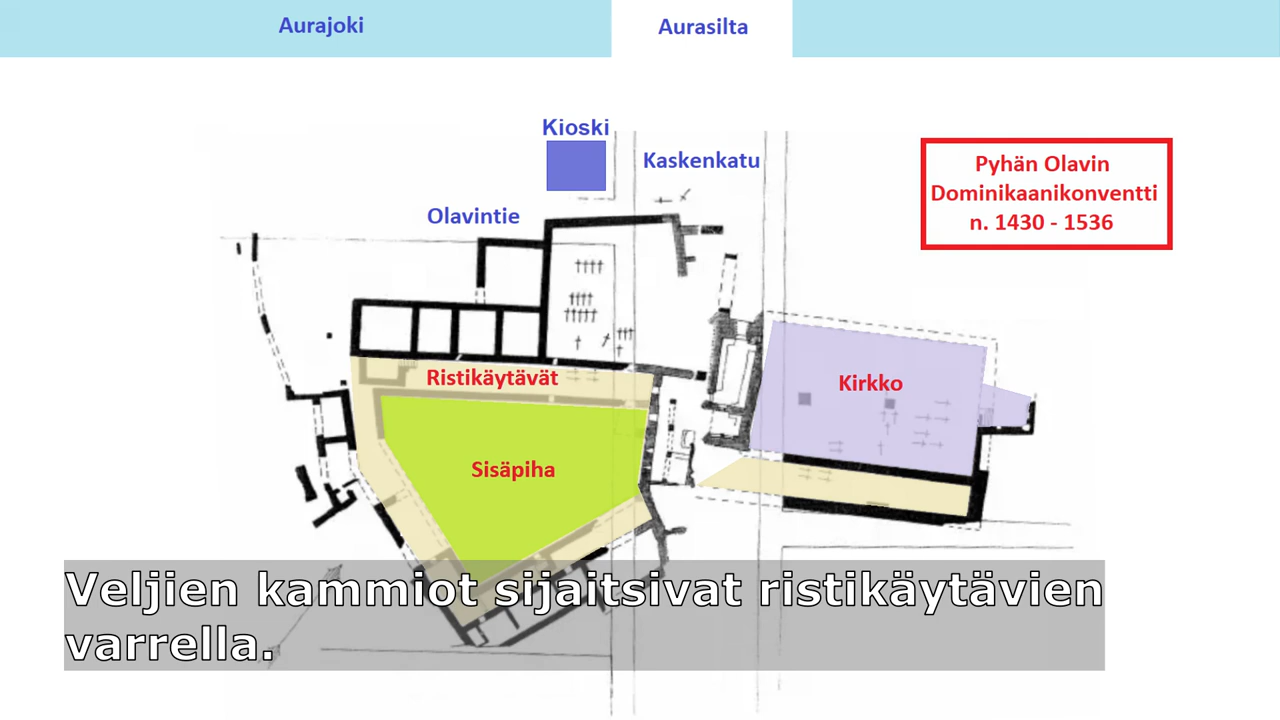 Aurajoki
Aurasilta
Kioski
Kaskenkatu
Olavintie
Pyhän Olavin
Dominikaanikonventti
n. 1430 - 1536
Ristikäytävät
Kirkko
Sisäpiha
Veljien kammiot sijaitsivat ristikäytävien
varrella.